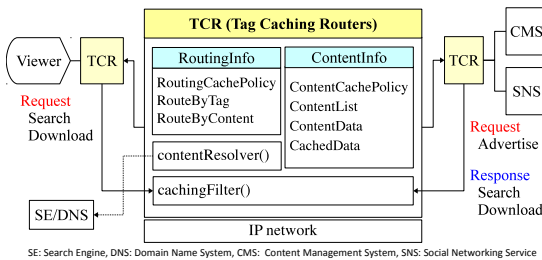 TCR (Tag Caching Routers)
Viewer
TCR
RoutingInfo
RoutingCachePolicy
RouteByTag
RouteByContent
ContentInfo
ContentCachePolicy
ContentList
ContentData
CachedData
TCR
CMS
SNS
Request
Search
Download
contentResolver()
cachingFilter()
Request
Advertise
Response
Search
Download
SE/DNS
IP network
SE: Search Engine, DNS: Domain Name System, CMS: Content Management System, SNS: Social Networking Service